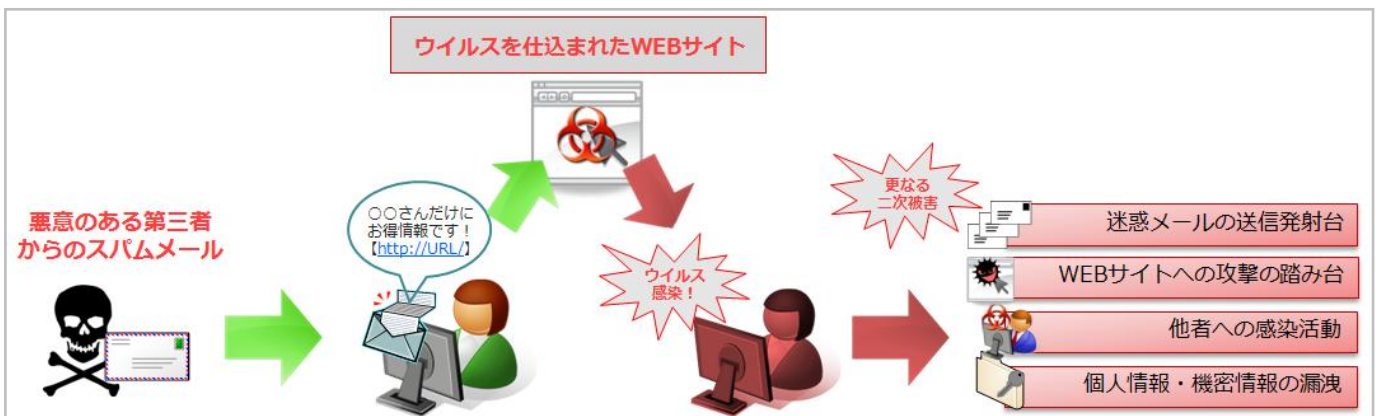 ウイルスを仕込まれたWEBサイト
悪意のある第三者
からのスパムメール
〇〇さんだけに
お得情報です！
【http://URL/】
ウイルス
感染！
更なる
二次被害
迷惑メールの送信発射台
WEBサイトへの攻撃の踏み台
他者への感染活動
個人情報・機密情報の漏洩